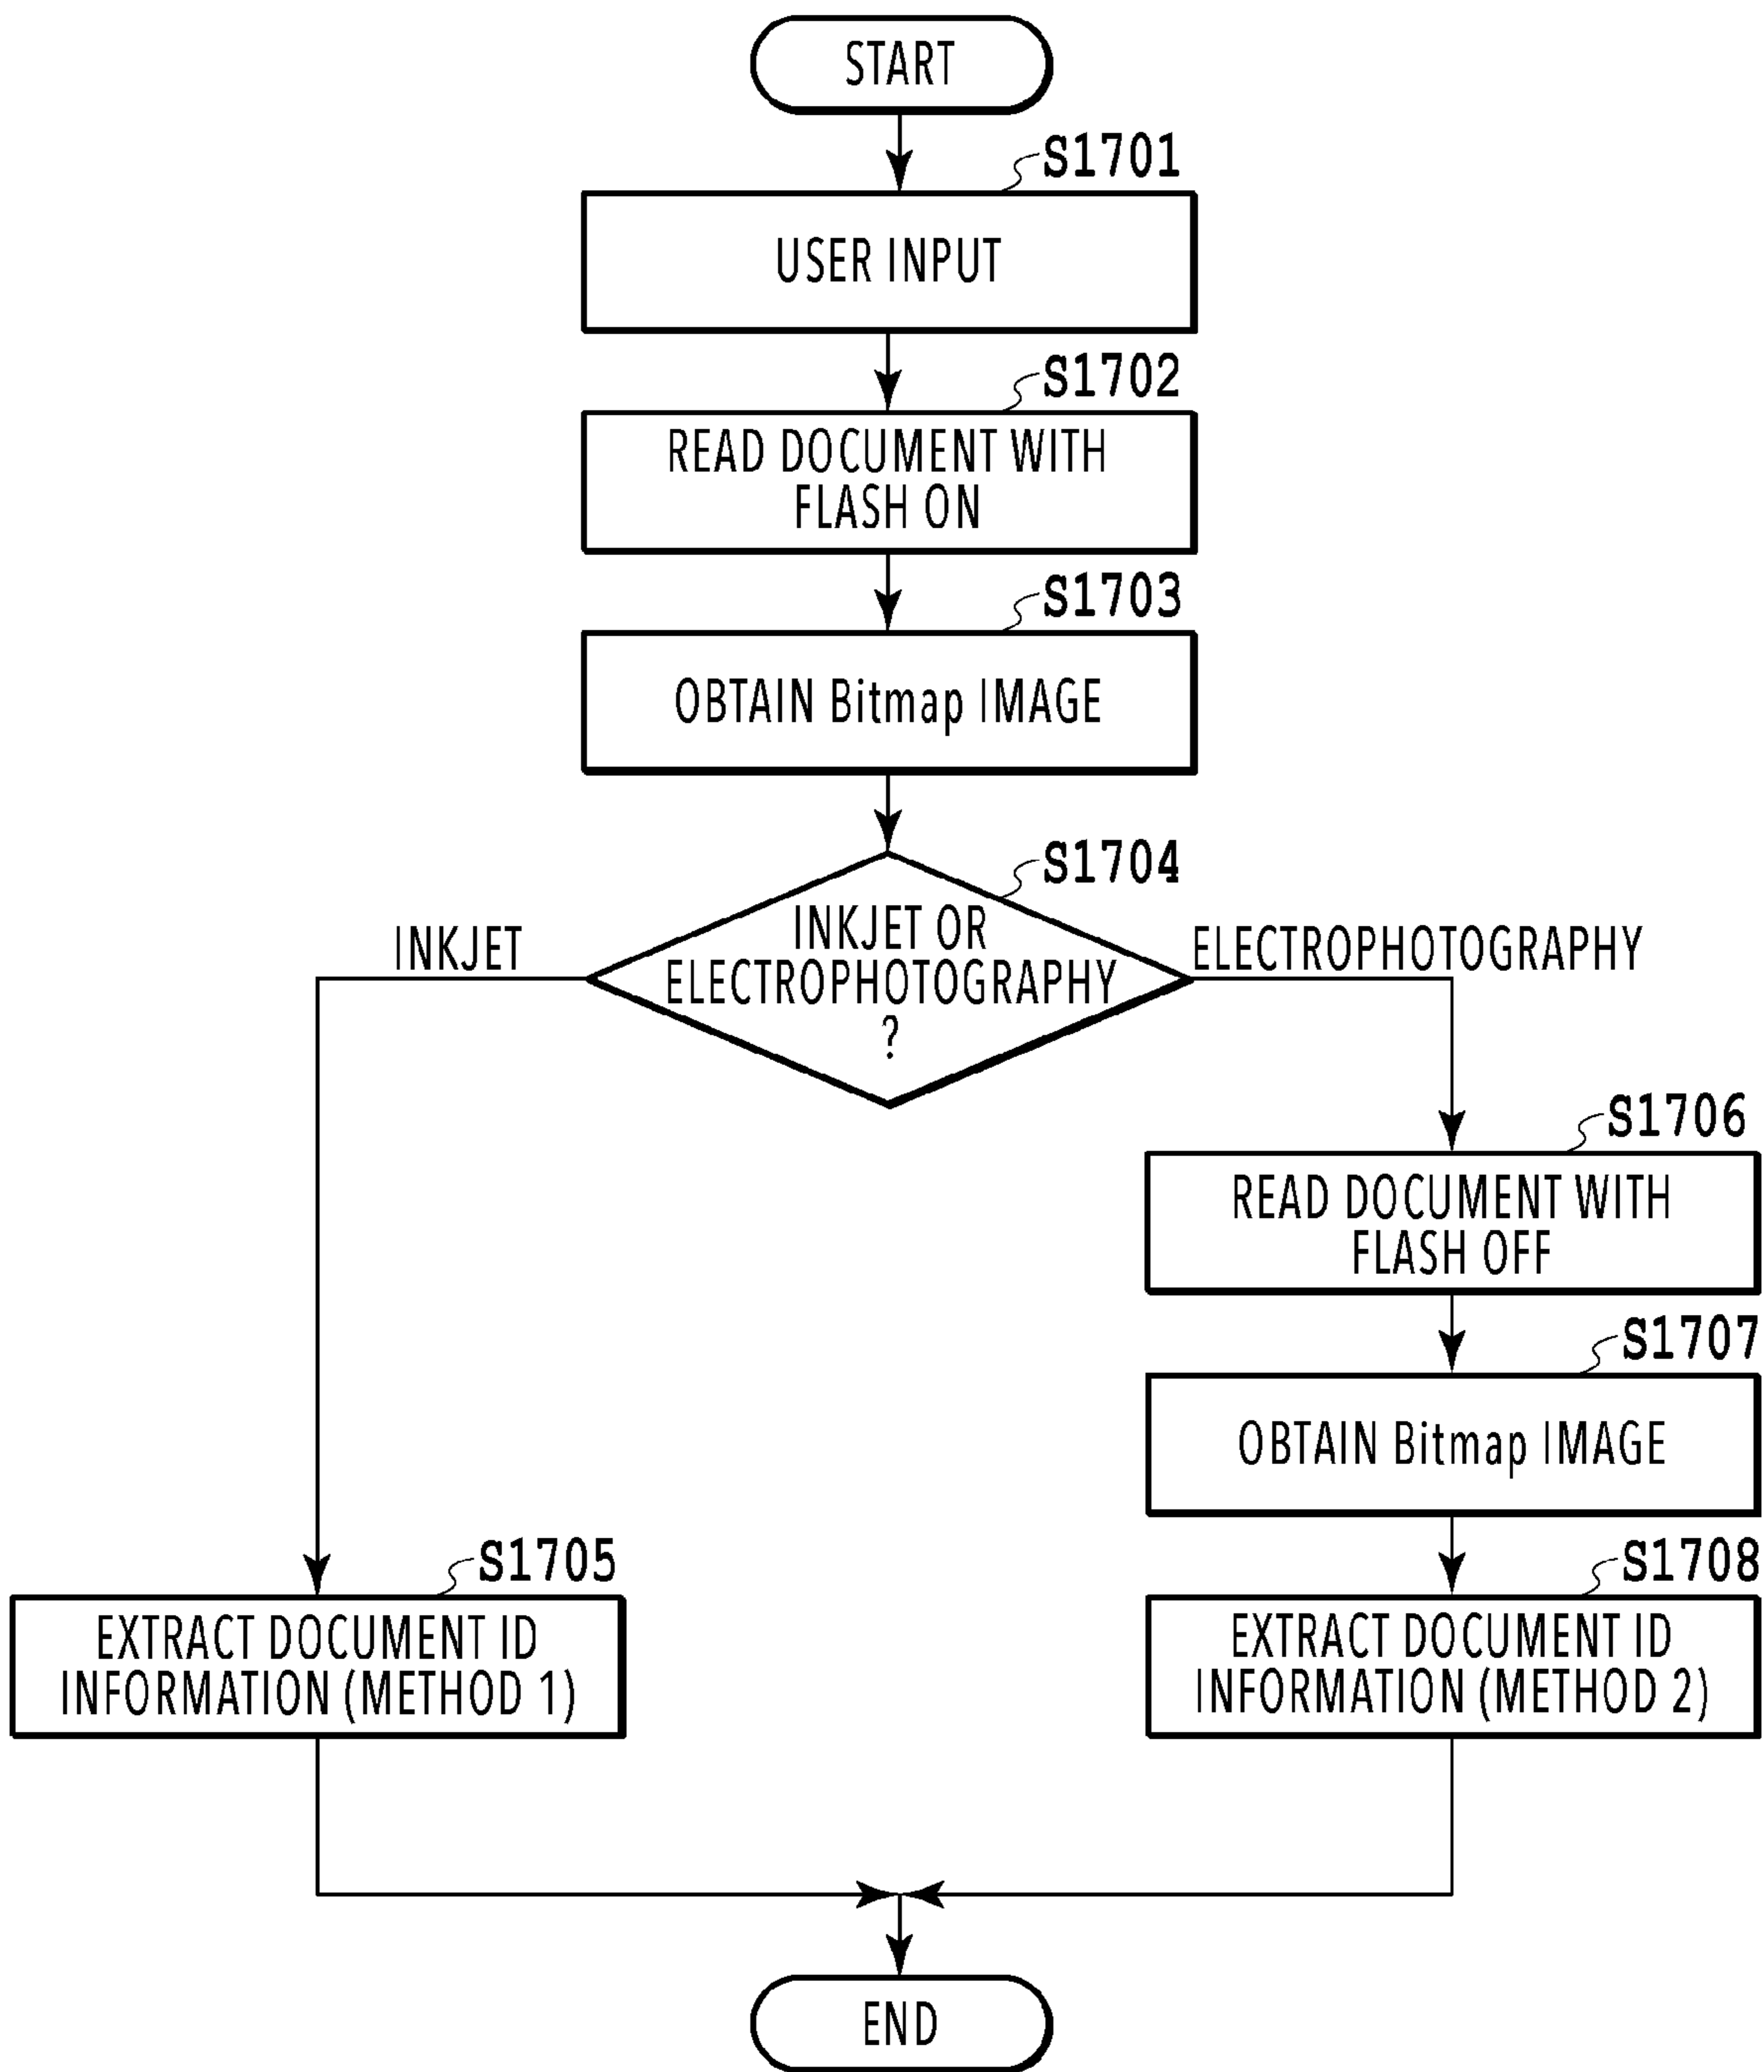 START
S1701
USER INPUT
S1702
READ DOCUMENT WITH
FLASH ON
S1703
OBTAIN Bitmap IMAGE
S1704
INKJET OR
ELECTROPHOTOGRAPHY
?
INKJET
ELECTROPHOTOGRAPHY
S1706
READ DOCUMENT WITH
FLASH OFF
S1707
OBTAIN Bitmap IMAGE
S1705
EXTRACT DOCUMENT ID
INFORMATION (METHOD 1)
S1708
EXTRACT DOCUMENT ID
INFORMATION (METHOD 2)
END